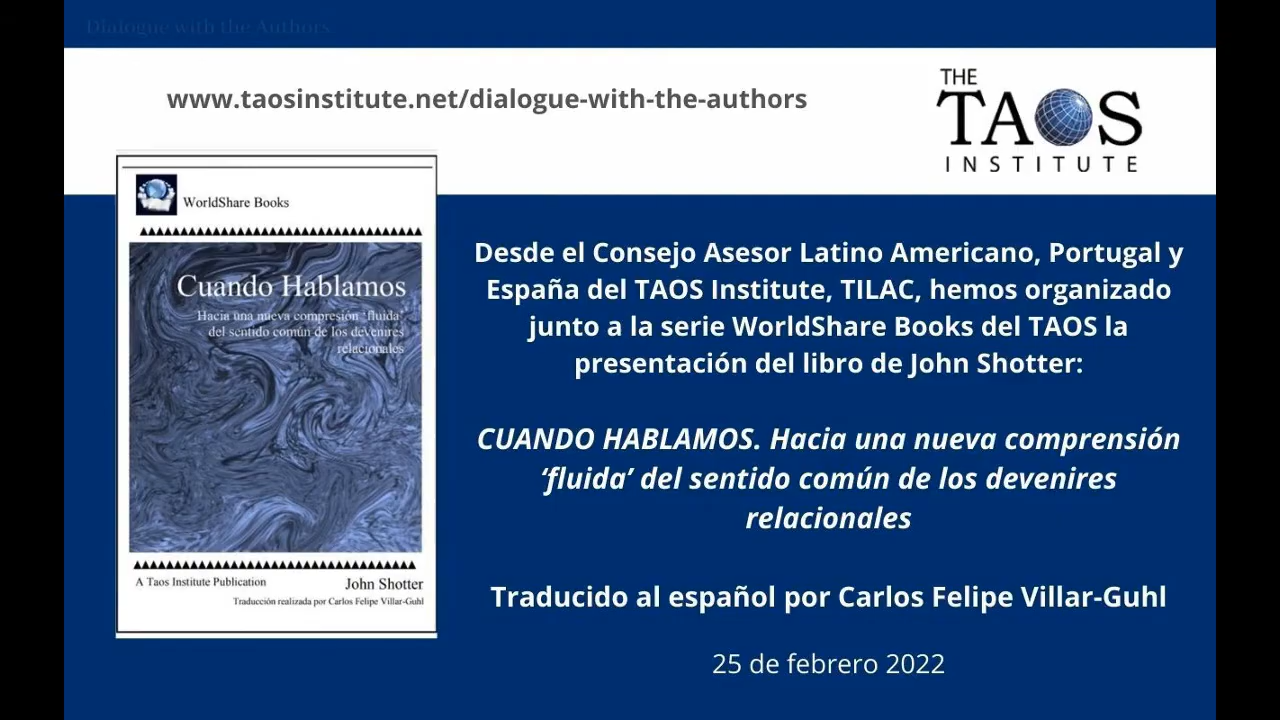 Dialogue with the Authors
www.taosinstitute.net/dialogue-with-the-authors
THE
TAOS
INSTITUTE
WorldShare Books
Cuando Hablamos
Hacia una nueva compresión 'fluida'
del sentido común de los devenires
relacionales
A Taos Institute Publication
John Shotter
Traducción realizada por Carlos Felipe Villar-Guhl
Desde el Consejo Asesor Latino Americano, Portugal y
España del TAOS Institute, TILAC, hemos organizado
junto a la serie WorldShare Books del TAOS la
presentación del libro de John Shotter:
CUANDO HABLAMOS. Hacia una nueva comprensión
‘fluida’ del sentido común de los devenires
relacionales
Traducido al español por Carlos Felipe Villar-Guhl
25 de febrero 2022